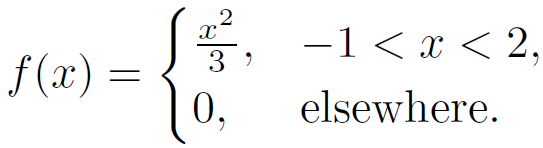 f(x) = { x²/3, −1 < x < 2,
0, elsewhere.